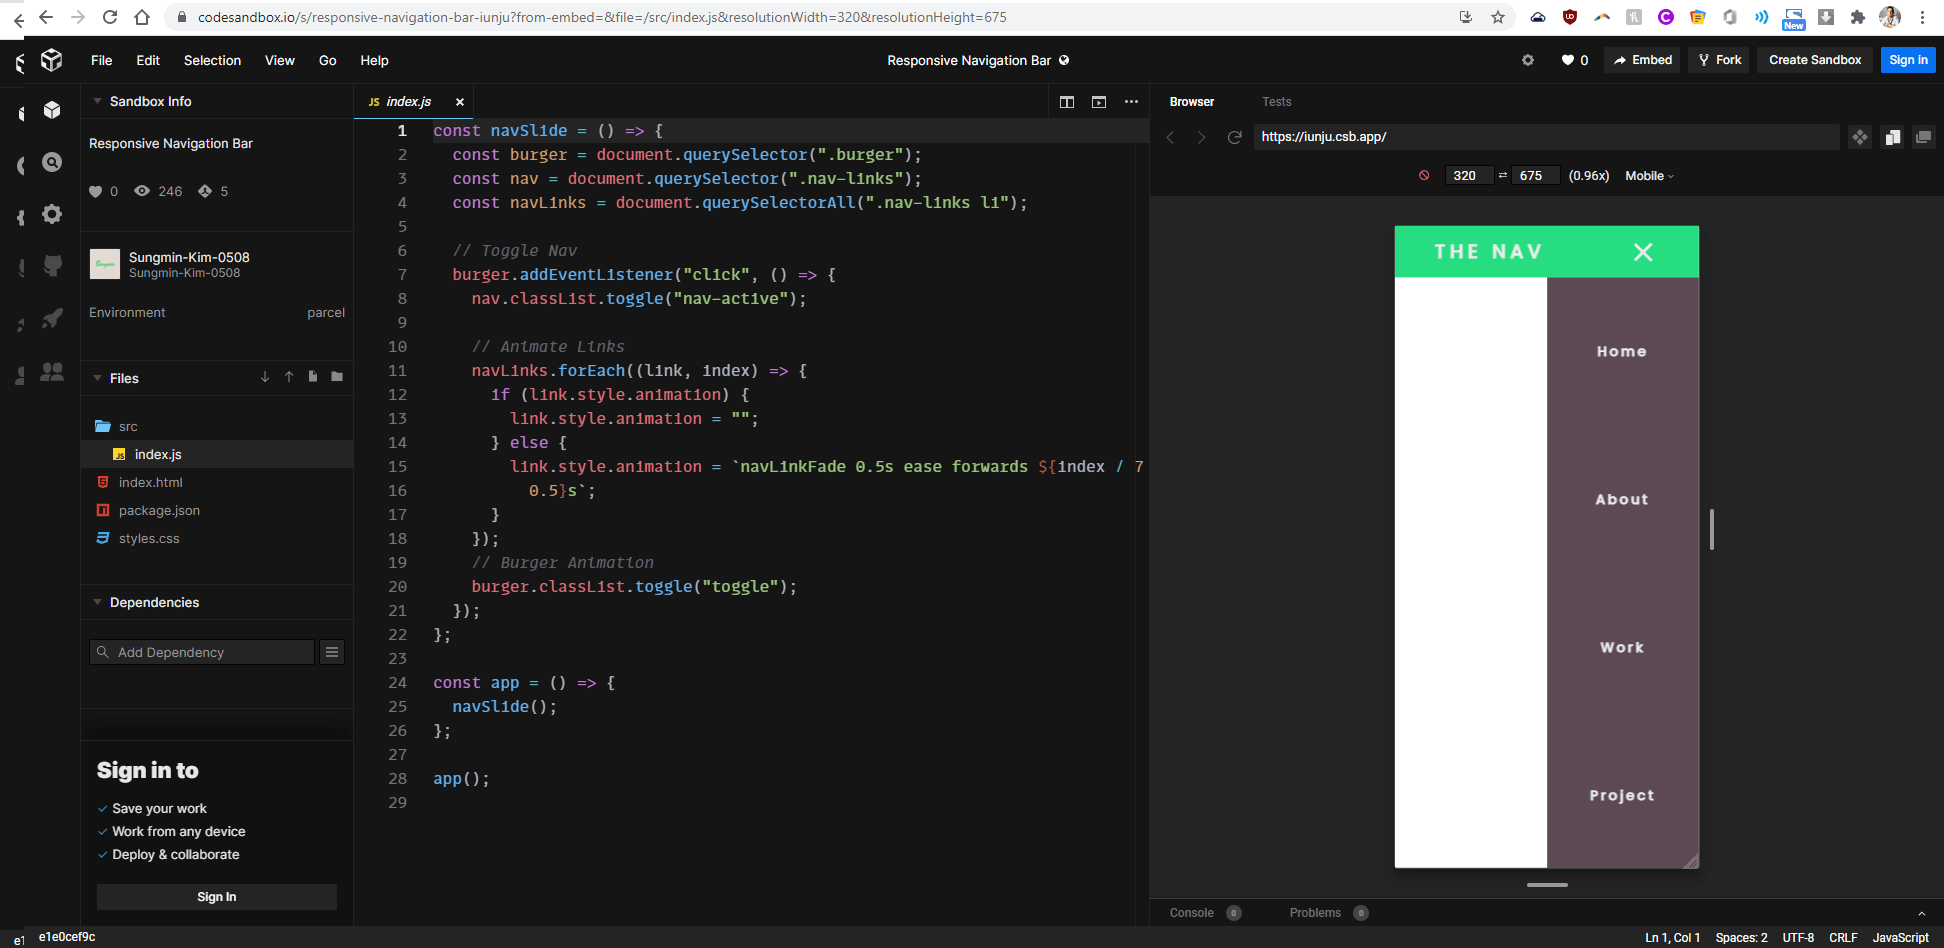 codesandbox.io/s/responsive-navigation-bar-iunju?from-embed=&file=/src/index.js&resolutionWidth=320&resolutionHeight=675
New
File Edit Selection View Go Help
Responsive Navigation Bar
0 Embed Fork Create Sandbox Sign in
Sandbox Info
Responsive Navigation Bar
0 246 5
Sungmin-Kim-0508
Sungmin-Kim-0508
Environment parcel
Files
src
JS index.js
index.html
package.json
styles.css
Dependencies
Add Dependency
Sign in to
Save your work
Work from any device
Deploy & collaborate
Sign In
JS index.js
1 const navSlide = () => {
2 const burger = document.querySelector(".burger");
3 const nav = document.querySelector(".nav-links");
4 const navLinks = document.querySelectorAll(".nav-links li");
5
6 // Toggle Nav
7 burger.addEventListener("click", () => {
8 nav.classList.toggle("nav-active");
9
10 // Animate Links
11 navLinks.forEach((link, index) => {
12 if (link.style.animation) {
13 link.style.animation = "";
14 } else {
15 link.style.animation = `navLinkFade 0.5s ease forwards ${index / 7
16 0.5}s`;
17 }
18 });
19 // Burger Animation
20 burger.classList.toggle("toggle");
21 });
22 };
23
24 const app = () => {
25 navSlide();
26 };
27
28 app();
29
Browser Tests
https://iunju.csb.app/
320 675 (0.96x) Mobile
THE NAV
Home
About
Work
Project
Console 0 Problems 0
e1 e1e0cef9c
Ln 1, Col 1 Spaces: 2 UTF-8 CRLF JavaScript